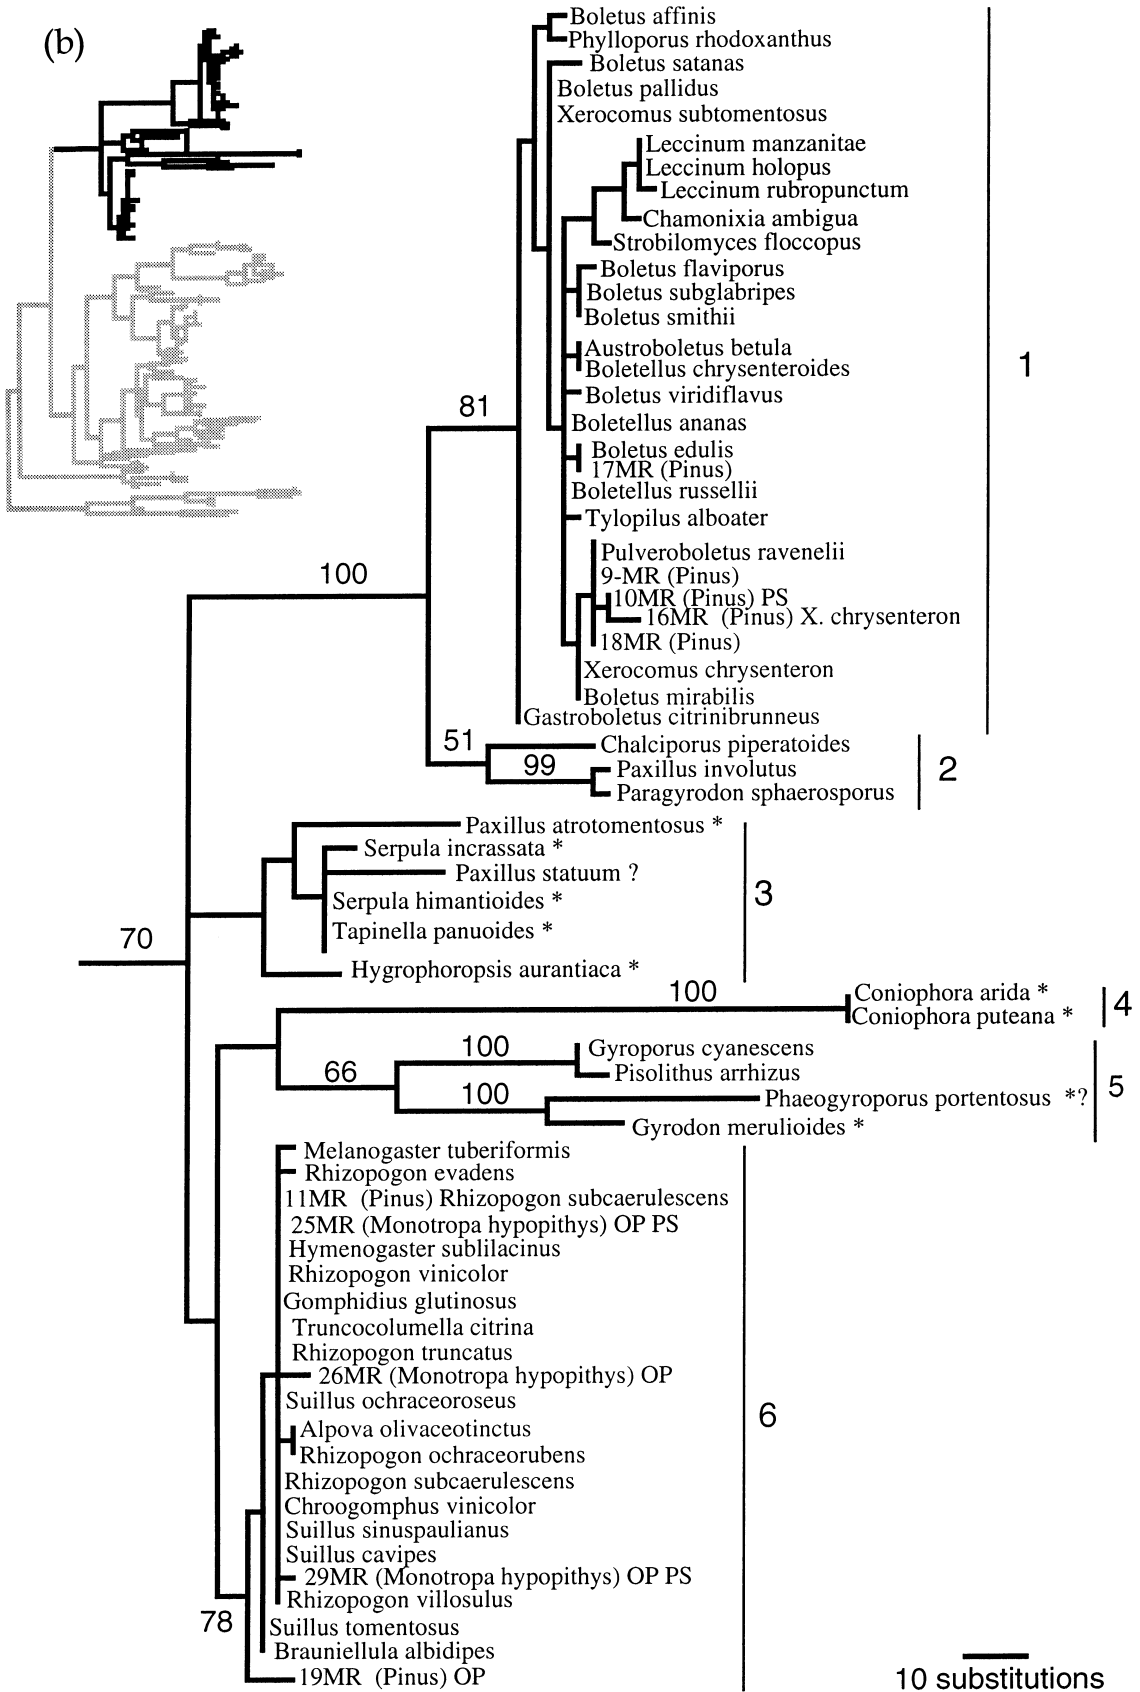 (b)
Boletus affinis
Phylloporus rhodoxanthus
Boletus satanas
Boletus pallidus
Xerocomus subtomentosus
Leccinum manzanitae
Leccinum holopus
Leccinum rubropunctum
Chamonixia ambigua
Strobilomyces floccopus
Boletus flaviporus
Boletus subglabripes
Boletus smithii
Austroboletus betula
Boletellus chrysenteroides
1
Boletus viridiflavus
81
Boletellus ananas
Boletus edulis
17MR (Pinus)
Boletellus russellii
Tylopilus alboater
Pulveroboletus ravenelii
100
9-MR (Pinus)
10MR (Pinus) PS
16MR (Pinus) X. chrysenteron
18MR (Pinus)
Xerocomus chrysenteron
Boletus mirabilis
Gastroboletus citrinibrunneus
51
Chalciporus piperatoides
99
Paxillus involutus
2
Paragyrodon sphaerosporus
Paxillus atrotomentosus *
Serpula incrassata *
Paxillus statuum ?
3
Serpula himantioides *
Tapinella panuoides *
70
Hygrophoropsis aurantiaca *
100
Coniophora arida *
4
Coniophora puteana *
100
Gyroporus cyanescens
66
Pisolithus arrhizus
5
100
Phaeogyroporus portentosus *?
Gyrodon merulioides *
Melanogaster tuberiformis
Rhizopogon evadens
11MR (Pinus) Rhizopogon subcaerulescens
25MR (Monotropa hypopithys) OP PS
Hymenogaster sublilacinus
Rhizopogon vinicolor
Gomphidius glutinosus
Truncocolumella citrina
Rhizopogon truncatus
26MR (Monotropa hypopithys) OP
Suillus ochraceoroseus
6
Alpova olivaceotinctus
Rhizopogon ochraceorubens
Rhizopogon subcaerulescens
Chroogomphus vinicolor
Suillus sinuspaulianus
Suillus cavipes
29MR (Monotropa hypopithys) OP PS
Rhizopogon villosulus
78
Suillus tomentosus
Brauniellula albidipes
19MR (Pinus) OP
10 substitutions